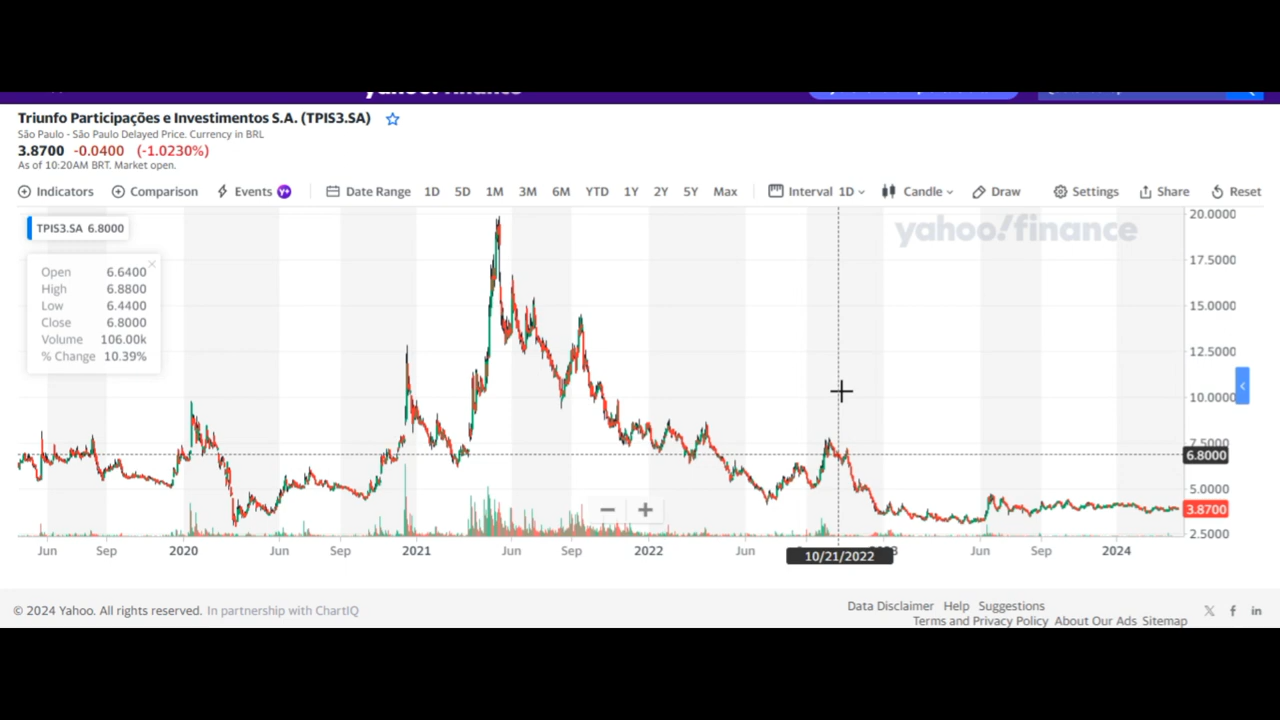 Triunfo Participações e Investimentos S.A. (TPIS3.SA)
São Paulo - São Paulo Delayed Price. Currency in BRL
3.8700 -0.0400 (-1.0230%)
As of 10:20AM BRT. Market open.
Indicators Comparison Events Y+ Date Range 1D 5D 1M 3M 6M YTD 1Y 2Y 5Y Max Interval 1D Candle Draw Settings Share Reset
TPIS3.SA 6.8000
yahoo!finance
Open 6.6400
High 6.8800
Low 6.4400
Close 6.8000
Volume 106.00k
% Change 10.39%
20.0000
17.5000
15.0000
12.5000
10.0000
7.5000
6.8000
5.0000
3.8700
2.5000
Jun Sep 2020 Jun Sep 2021 Jun Sep 2022 Jun Jun Sep 2024
10/21/2022
© 2024 Yahoo. All rights reserved. In partnership with ChartIQ
Data Disclaimer Help Suggestions
Terms and Privacy Policy About Our Ads Sitemap